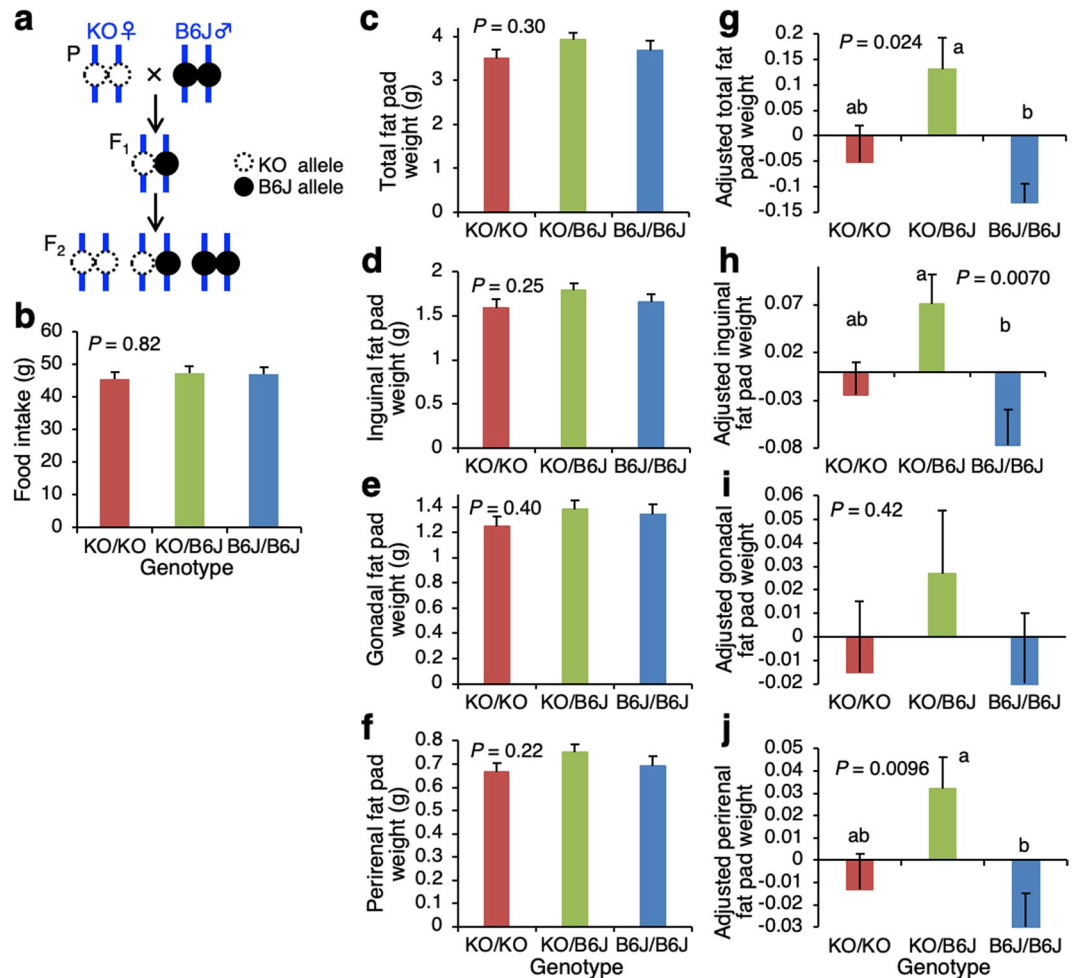 a
KO♀ B6J♂
P
×
F1
KO allele
B6J allele
F2
b
Food intake (g)
60
50
40
30
20
10
0
P = 0.82
KO/KO KO/B6J B6J/B6J
Genotype
c
Total fat pad
weight (g)
4
3
2
1
0
P = 0.30
KO/KO KO/B6J B6J/B6J
d
Inguinal fat pad
weight (g)
2
1.5
1
0.5
0
P = 0.25
KO/KO KO/B6J B6J/B6J
e
Gonadal fat pad
weight (g)
1.4
1.2
1
0.8
0.6
0.4
0.2
0
P = 0.40
KO/KO KO/B6J B6J/B6J
f
Perirenal fat pad
weight (g)
0.8
0.7
0.6
0.5
0.4
0.3
0.2
0.1
0
P = 0.22
KO/KO KO/B6J B6J/B6J
Genotype
g
Adjusted total fat
pad weight
0.2
0.15
0.1
0.05
0
-0.05
-0.1
-0.15
P = 0.024
ab
a
b
KO/KO KO/B6J B6J/B6J
h
Adjusted inguinal
fat pad weight
0.07
0.02
-0.03
-0.08
P = 0.0070
ab
a
b
KO/KO KO/B6J B6J/B6J
i
Adjusted gonadal
fat pad weight
0.06
0.05
0.04
0.03
0.02
0.01
0
-0.01
-0.02
P = 0.42
KO/KO KO/B6J B6J/B6J
j
Adjusted perirenal
fat pad weight
0.05
0.04
0.03
0.02
0.01
0
-0.01
-0.02
-0.03
P = 0.0096
ab
a
b
KO/KO KO/B6J B6J/B6J
Genotype